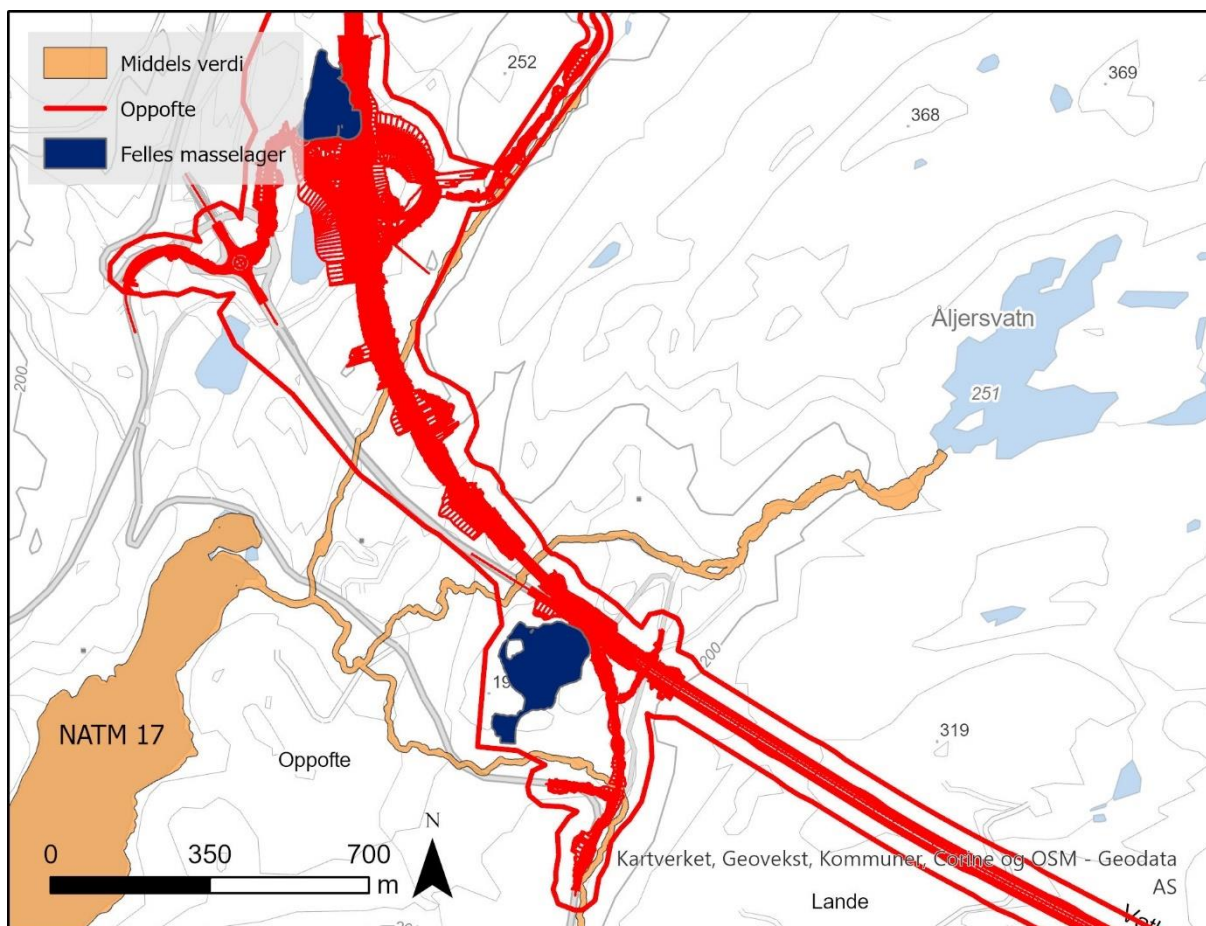 Middels verdi
Oppofte
Felles masselager
252
369
368
200
Åljersvatn
251
200
NATM 17
Oppofte
319
0 350 700
m
N
Kartverket, Geovekst, Kommuner, Corine og OSM - Geodata
AS
Lande